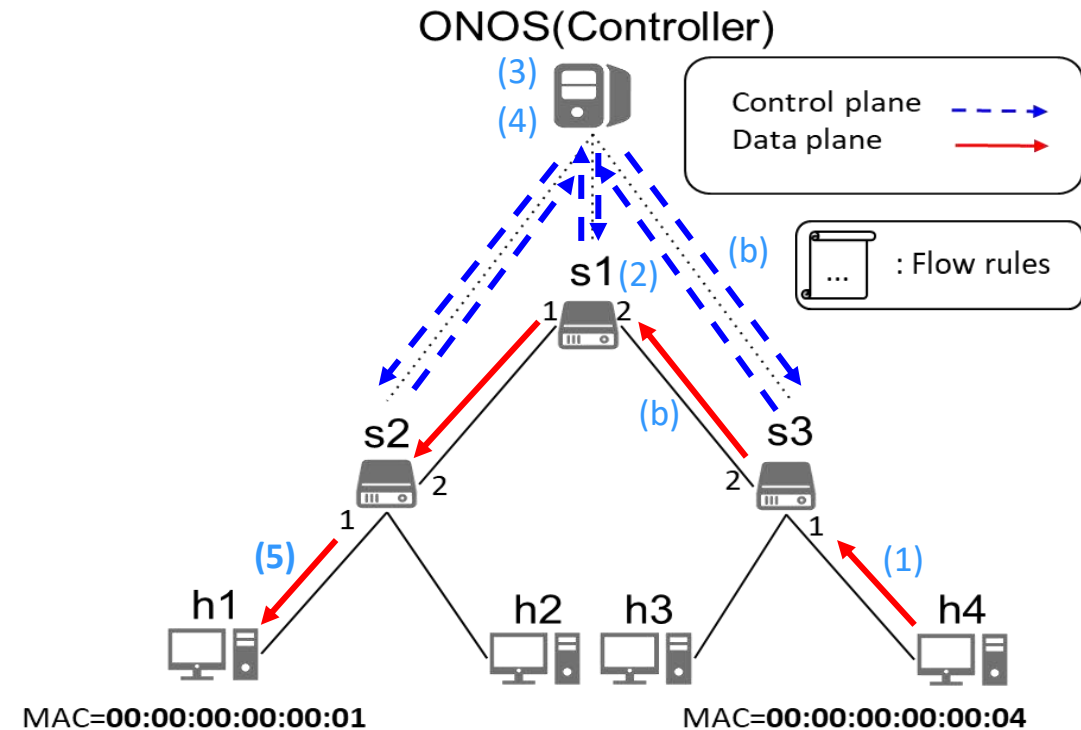 ONOS(Controller)
(3)
(4)
Control plane
Data plane
(b)
... : Flow rules
s1 (2)
1 2
(b)
s2
s3
2
2
1
1
(5)
(1)
h1
h2
h3
h4
MAC=00:00:00:00:00:01
MAC=00:00:00:00:00:04